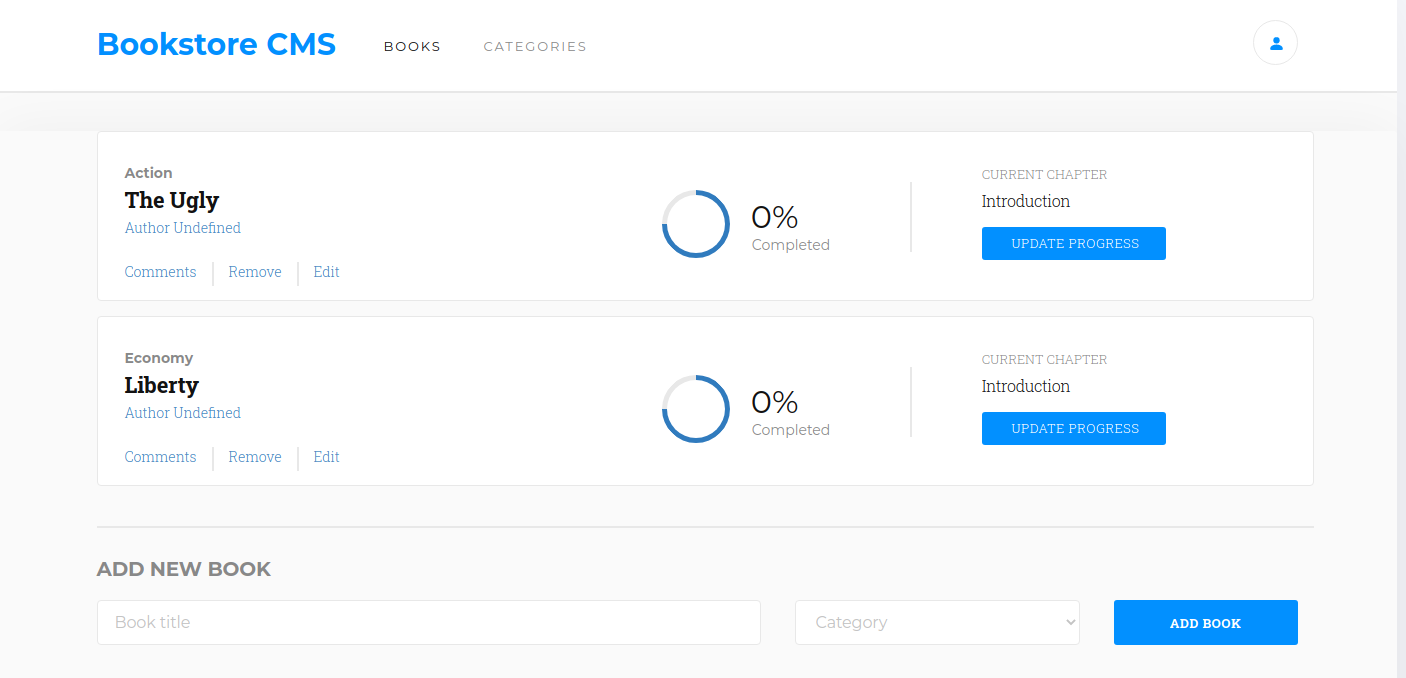 Bookstore CMS BOOKS CATEGORIES
Action
The Ugly
Author Undefined
Comments Remove Edit
0%
Completed
CURRENT CHAPTER
Introduction
UPDATE PROGRESS
Economy
Liberty
Author Undefined
Comments Remove Edit
0%
Completed
CURRENT CHAPTER
Introduction
UPDATE PROGRESS
ADD NEW BOOK
Book title Category ADD BOOK